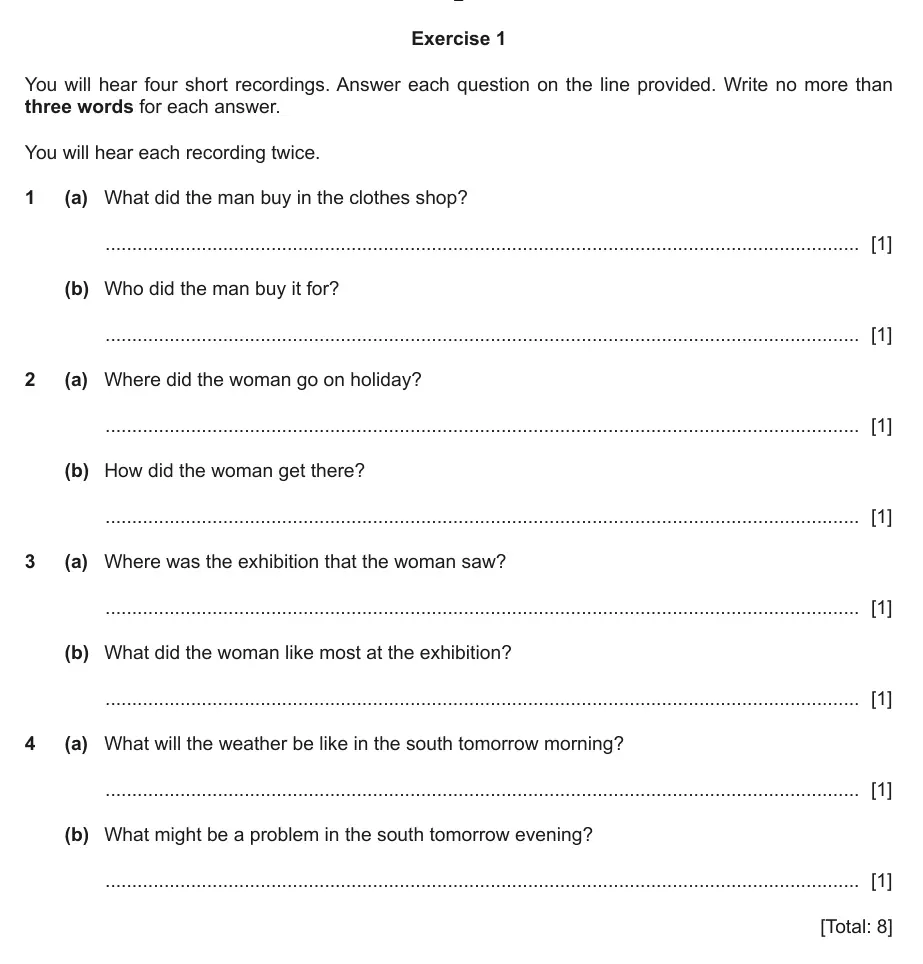 Exercise 1
You will hear four short recordings. Answer each question on the line provided. Write no more than
three words for each answer.
You will hear each recording twice.
1 (a) What did the man buy in the clothes shop?
................................................................................................................................................ [1]
(b) Who did the man buy it for?
................................................................................................................................................ [1]
2 (a) Where did the woman go on holiday?
................................................................................................................................................ [1]
(b) How did the woman get there?
................................................................................................................................................ [1]
3 (a) Where was the exhibition that the woman saw?
................................................................................................................................................ [1]
(b) What did the woman like most at the exhibition?
................................................................................................................................................ [1]
4 (a) What will the weather be like in the south tomorrow morning?
................................................................................................................................................ [1]
(b) What might be a problem in the south tomorrow evening?
................................................................................................................................................ [1]
[Total: 8]